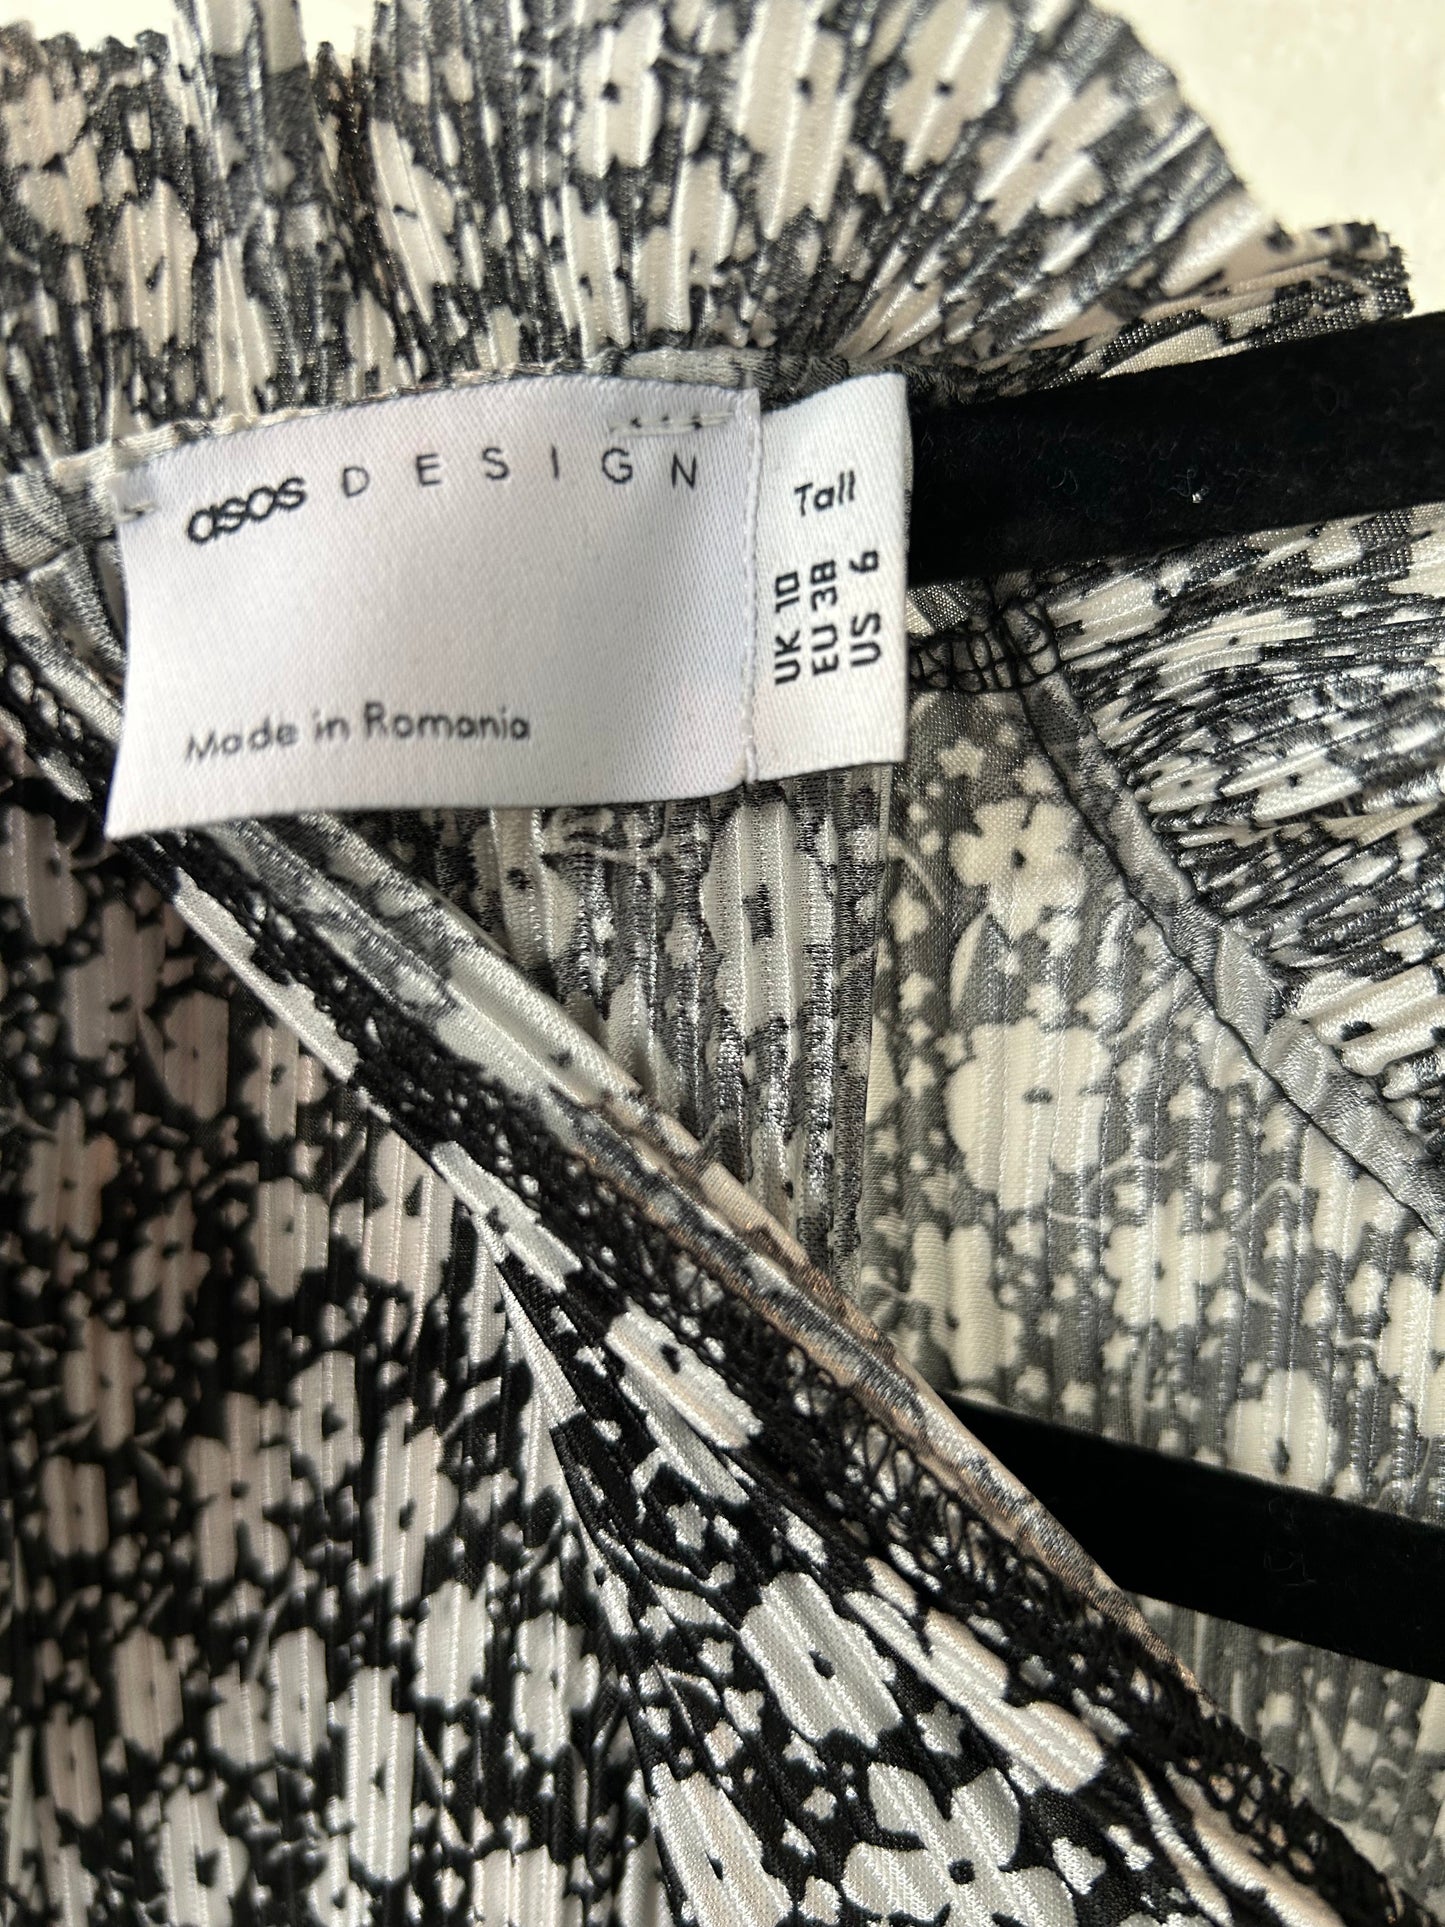 asos DESIGN
Made in Romania
Tall
UK 10
EU 38
US 6